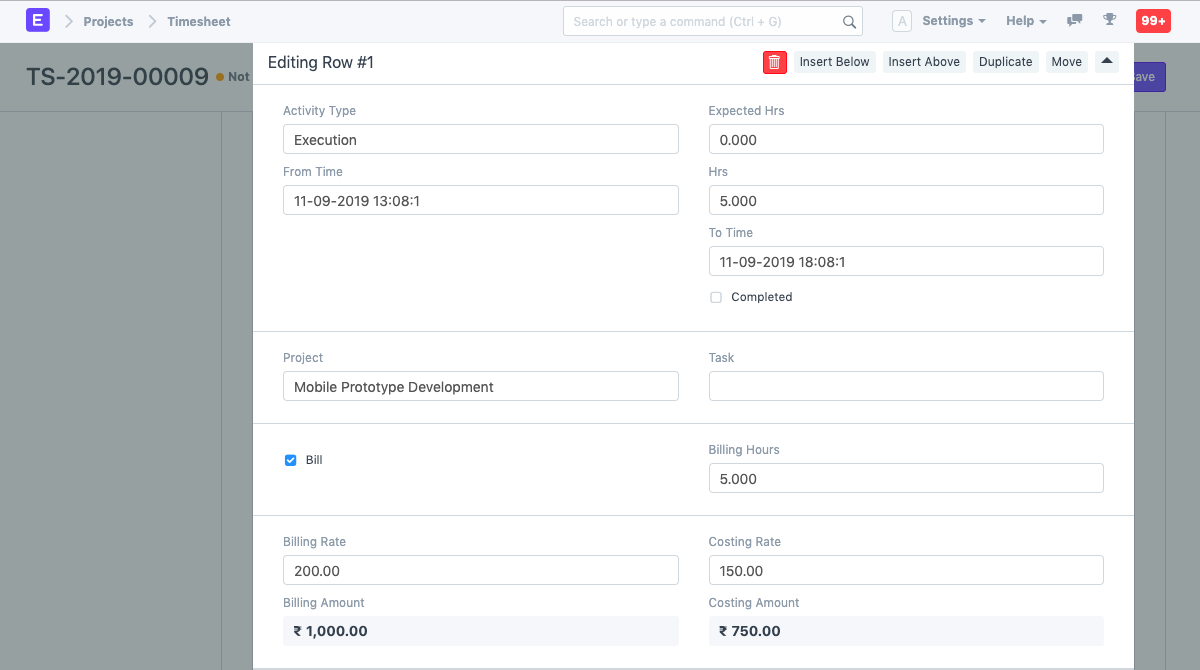 E Projects Timesheet Search or type a command (Ctrl + G) A Settings Help 99+
TS-2019-00009 Not
Editing Row #1 Insert Below Insert Above Duplicate Move
ave
Activity Type Expected Hrs
Execution 0.000
From Time Hrs
11-09-2019 13:08:1 5.000
To Time
11-09-2019 18:08:1
Completed
Project Task
Mobile Prototype Development
Bill
Billing Hours
5.000
Billing Rate Costing Rate
200.00 150.00
Billing Amount Costing Amount
₹ 1,000.00 ₹ 750.00